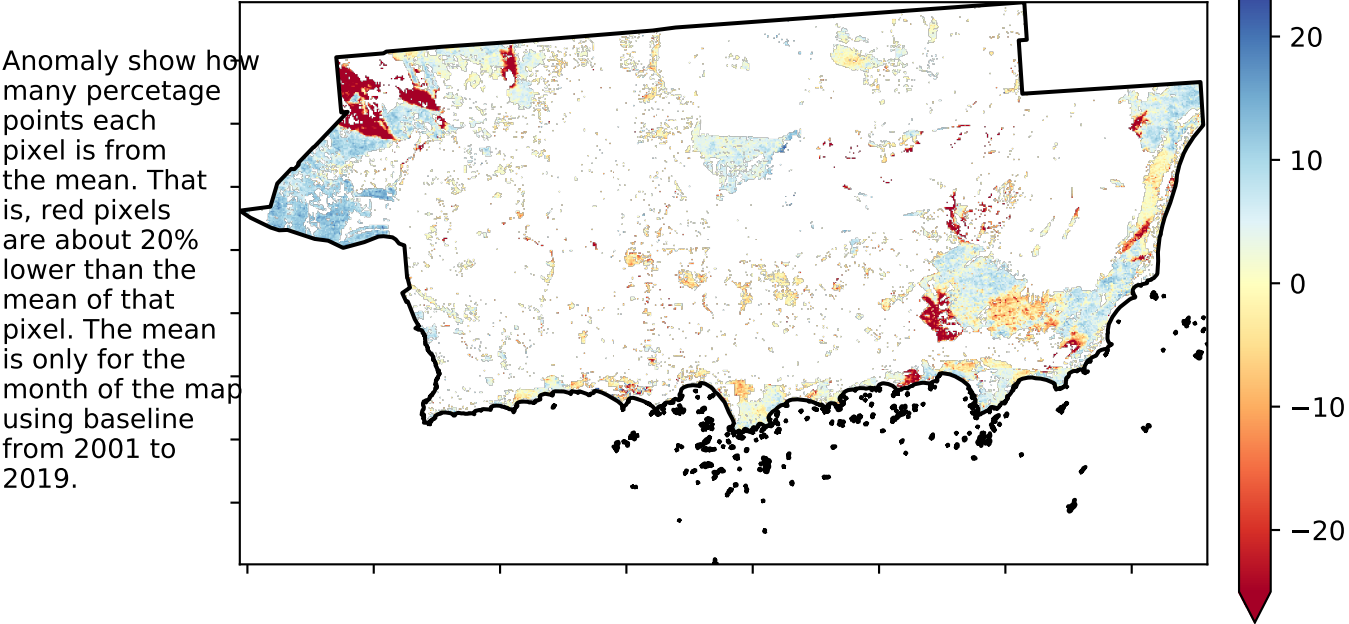 Anomaly show how
many percetage
points each
pixel is from
the mean. That
is, red pixels
are about 20%
lower than the
mean of that
pixel. The mean
is only for the
month of the map
using baseline
from 2001 to
2019.
20
10
0
−10
−20